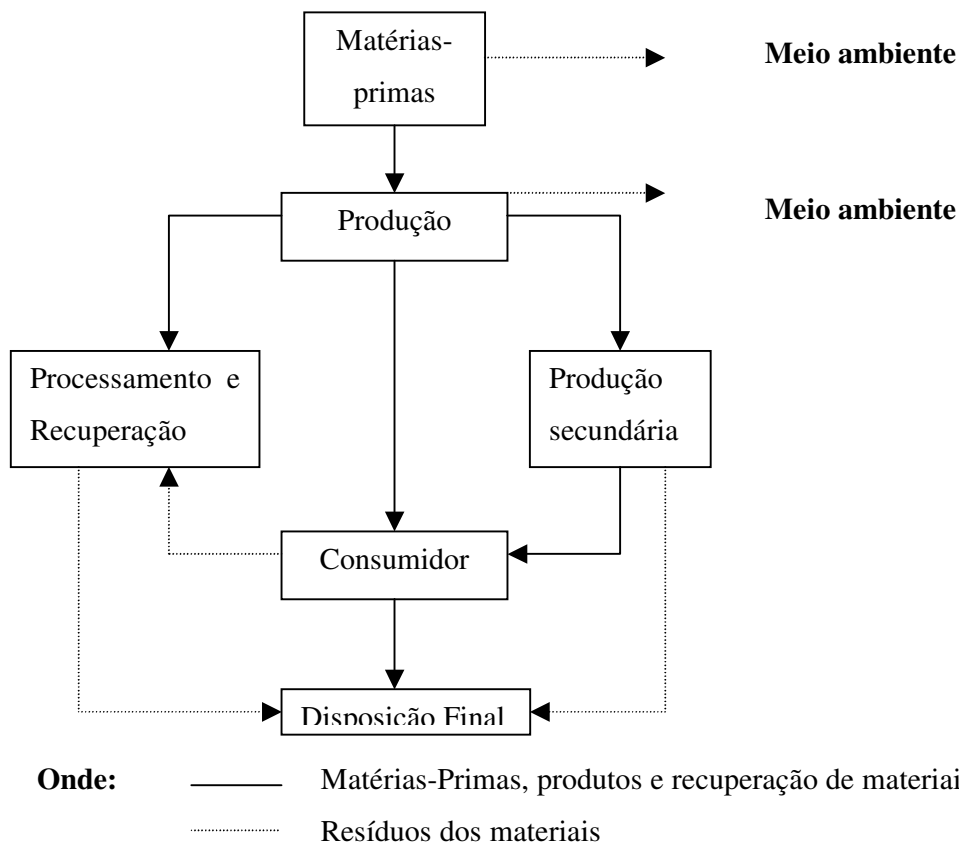 Matérias-
primas
Meio ambiente
Produção
Meio ambiente
Processamento e
Recuperação
Produção
secundária
Consumidor
Disposição Final
Onde:
Matérias-Primas, produtos e recuperação de materiai
Resíduos dos materiais